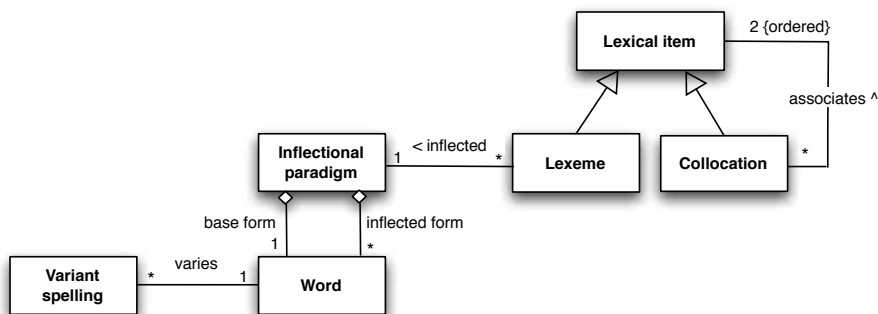 2 {ordered}
Lexical item
associates ^
< inflected
Inflectional
paradigm
1
*
Lexeme
Collocation
*
base form
inflected form
1
*
varies
Variant
spelling
*
1
Word